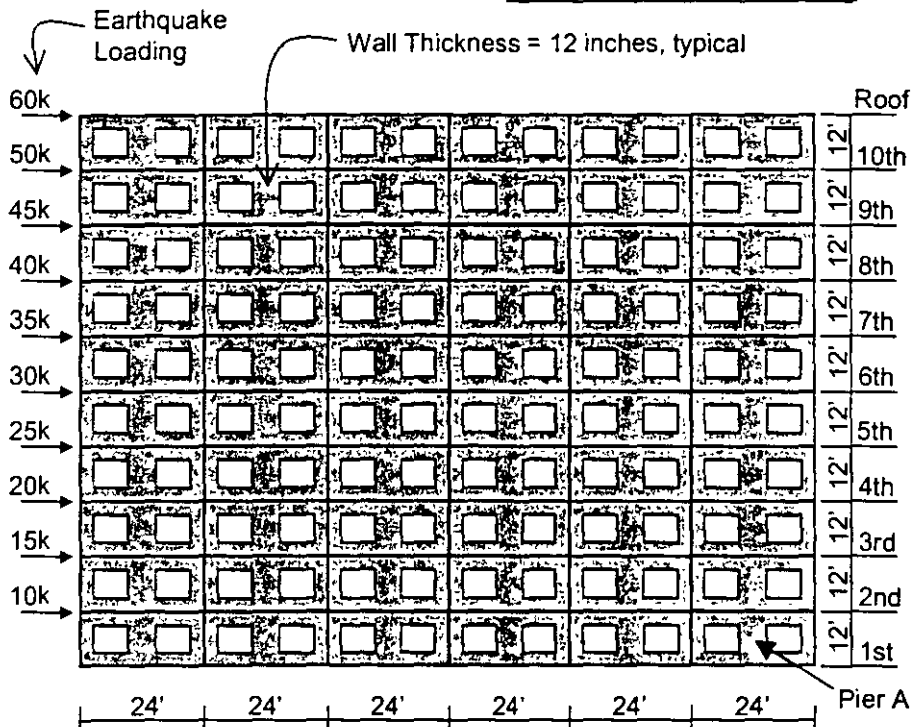 Earthquake
Loading
Wall Thickness = 12 inches, typical
60k
Roof
12'
10th
50k
12'
9th
45k
12'
8th
40k
12'
7th
35k
12'
6th
30k
12'
5th
25k
12'
4th
20k
12'
3rd
15k
12'
2nd
10k
12'
1st
Pier A
24' 24' 24' 24' 24' 24'